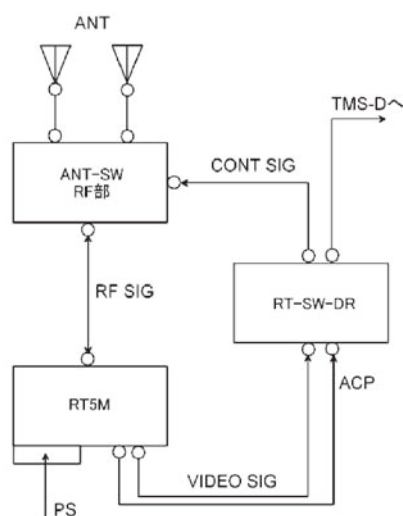 ANT
TMS-Dへ
ANT-SW
RF部
CONT SIG
RF SIG
RT-SW-DR
RT5M
ACP
VIDEO SIG
PS